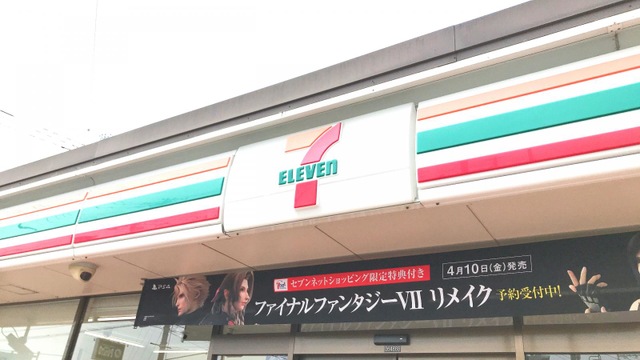 7
ELEVEn
セブンネットショッピング限定特典付き
4月10日(金)発売
ファイナルファンタジーVII リメイク 予約受付中!